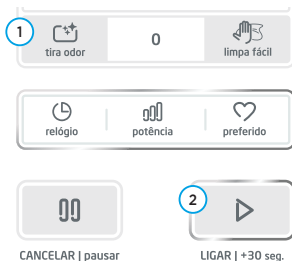 1
tira odor 0 limpa fácil
relógio potência preferido
2
CANCELAR | pausar LIGAR | +30 seg.